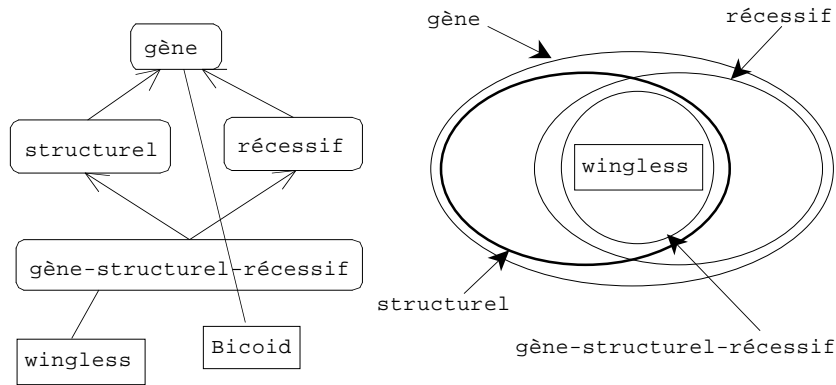 gène
structurel
récessif
gène-structurel-récessif
wingless
Bicoid
gène
récessif
wingless
structurel
gène-structurel-récessif